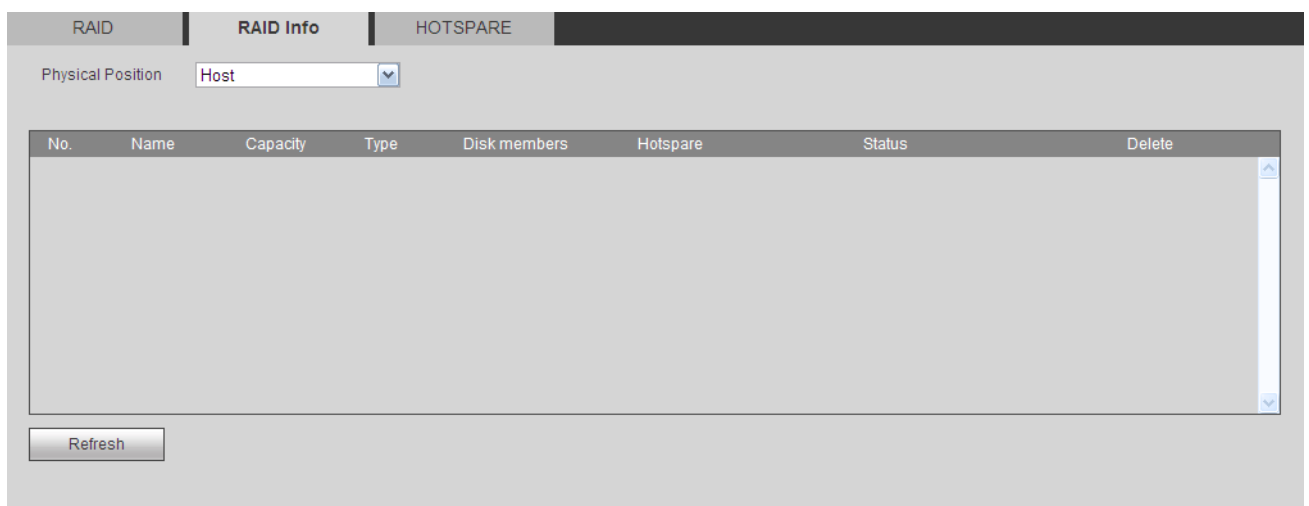 RAID RAID Info HOTSPARE
Physical Position Host
No. Name Capacity Type Disk members Hotspare Status Delete
Refresh